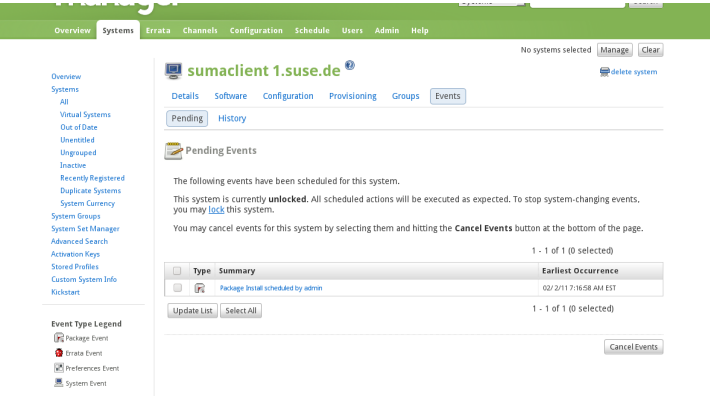 manager
Systems
Search
Overview Systems Errata Channels Configuration Schedule Users Admin Help
No systems selected Manage Clear
sumaclient 1.suse.de ?
delete system
Overview
Systems
All
Virtual Systems
Out of Date
Unentitled
Ungrouped
Inactive
Recently Registered
Duplicate Systems
System Currency
System Groups
System Set Manager
Advanced Search
Activation Keys
Stored Profiles
Custom System Info
Kickstart
Event Type Legend
Package Event
Errata Event
Preferences Event
System Event
Details Software Configuration Provisioning Groups Events
Pending History
Pending Events
The following events have been scheduled for this system.
This system is currently unlocked. All scheduled actions will be executed as expected. To stop system-changing events,
you may lock this system.
You may cancel events for this system by selecting them and hitting the Cancel Events button at the bottom of the page.
1 - 1 of 1 (0 selected)
Type Summary Earliest Occurrence
Package Install scheduled by admin 02/ 2/11 7:16:58 AM EST
Update List Select All 1 - 1 of 1 (0 selected)
Cancel Events